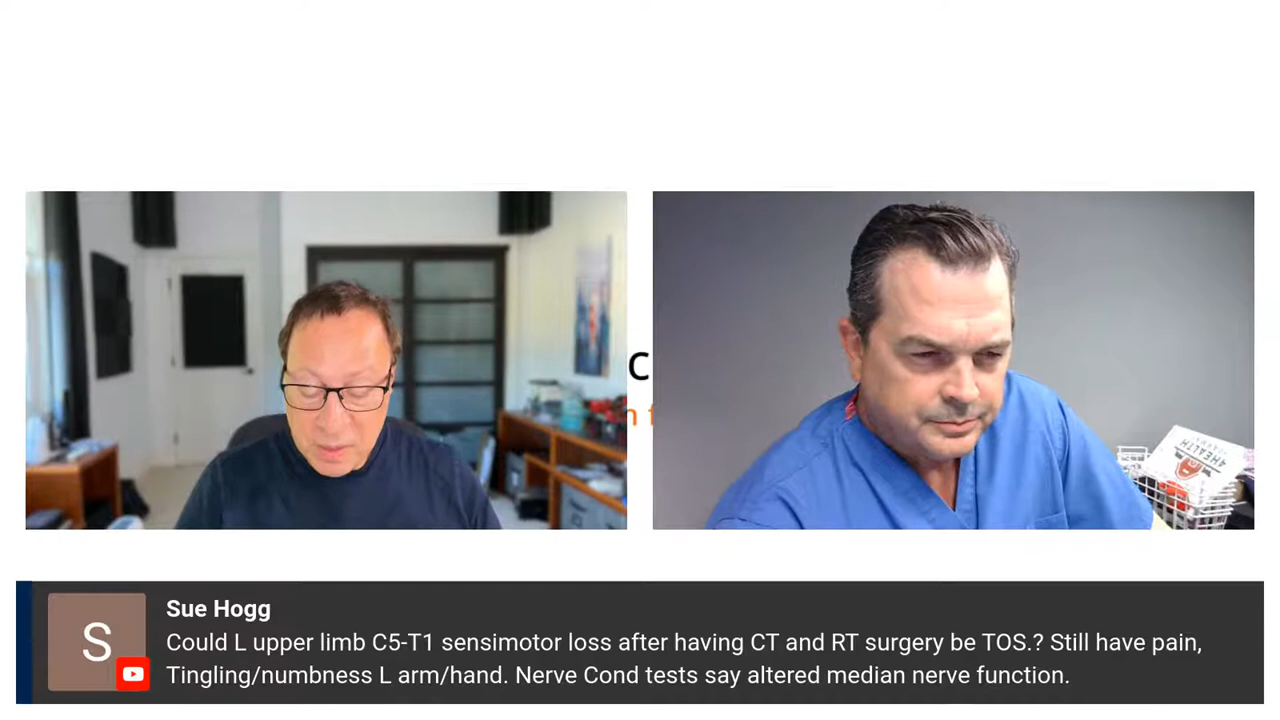 C
n f
4HEALTH
S
Sue Hogg
Could L upper limb C5-T1 sensimotor loss after having CT and RT surgery be TOS.? Still have pain,
Tingling/numbness L arm/hand. Nerve Cond tests say altered median nerve function.